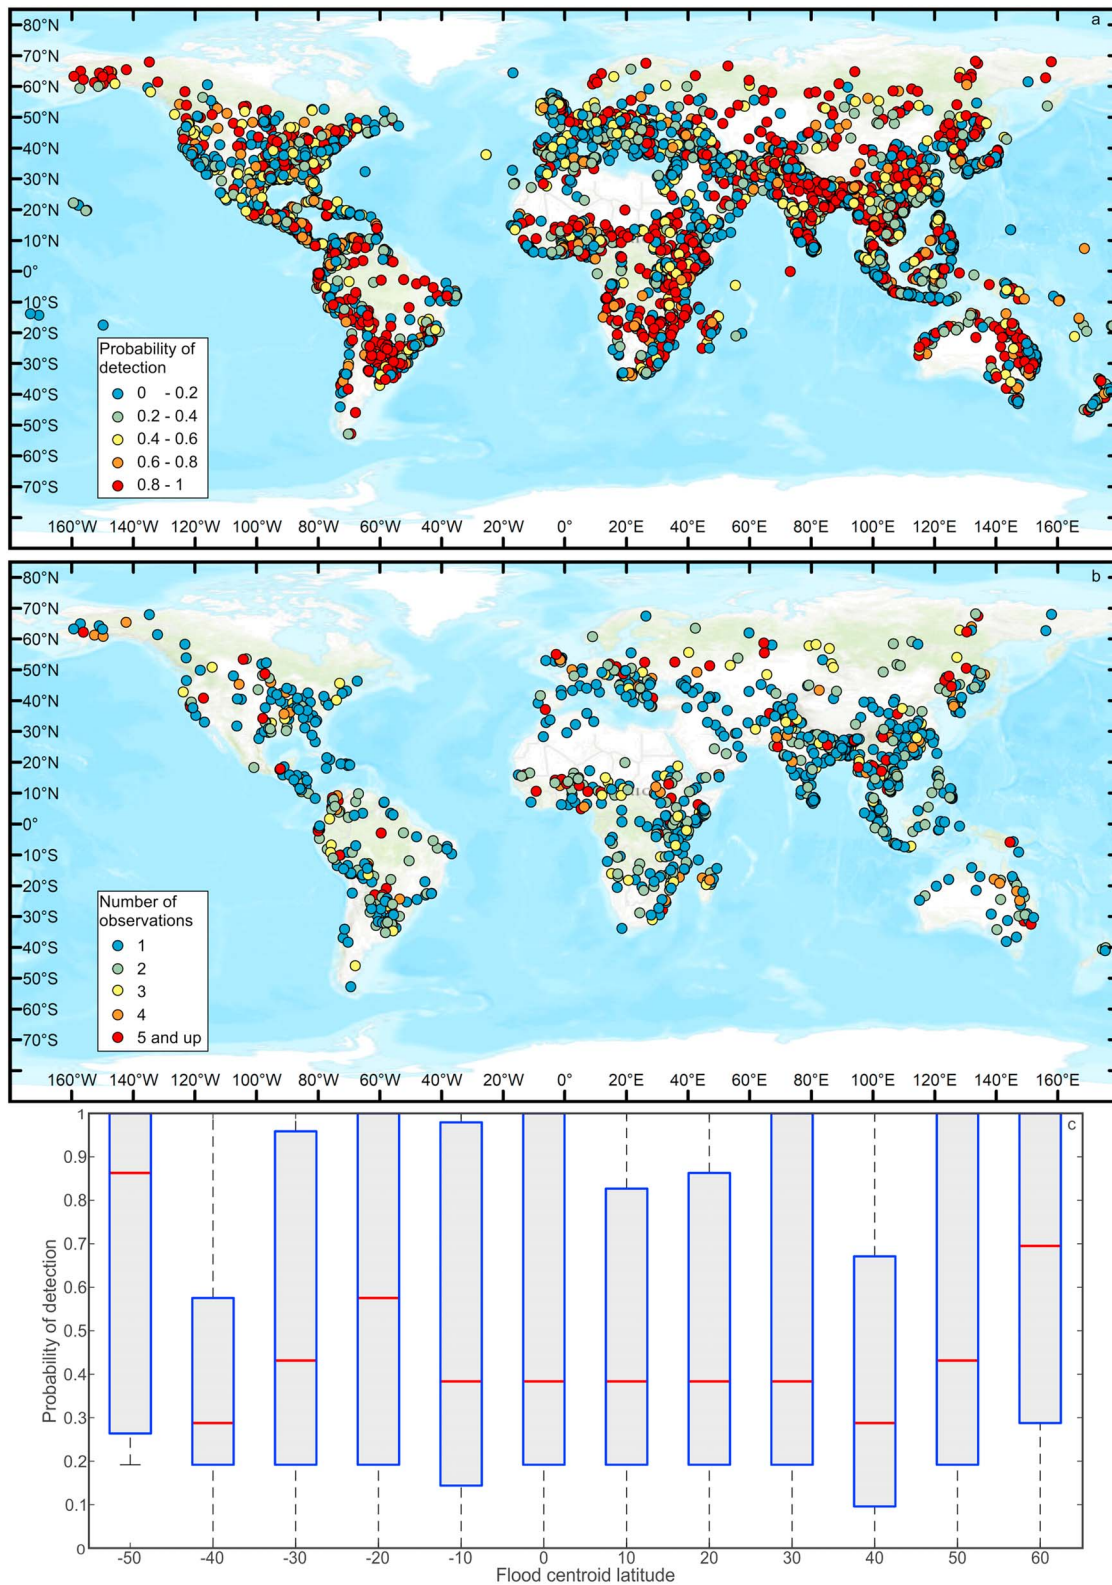 a
80°N
70°N
60°N
50°N
40°N
30°N
20°N
10°N
0°
10°S
20°S
30°S
40°S
50°S
60°S
70°S
Probability of
detection
0 - 0.2
0.2 - 0.4
0.4 - 0.6
0.6 - 0.8
0.8 - 1
160°W 140°W 120°W 100°W 80°W 60°W 40°W 20°W 0° 20°E 40°E 60°E 80°E 100°E 120°E 140°E 160°E
b
80°N
70°N
60°N
50°N
40°N
30°N
20°N
10°N
0°
10°S
20°S
30°S
40°S
50°S
60°S
70°S
Number of
observations
1
2
3
4
5 and up
160°W 140°W 120°W 100°W 80°W 60°W 40°W 20°W 0° 20°E 40°E 60°E 80°E 100°E 120°E 140°E 160°E
c
Probability of detection
1
0.9
0.8
0.7
0.6
0.5
0.4
0.3
0.2
0.1
0
-50 -40 -30 -20 -10 0 10 20 30 40 50 60
Flood centroid latitude